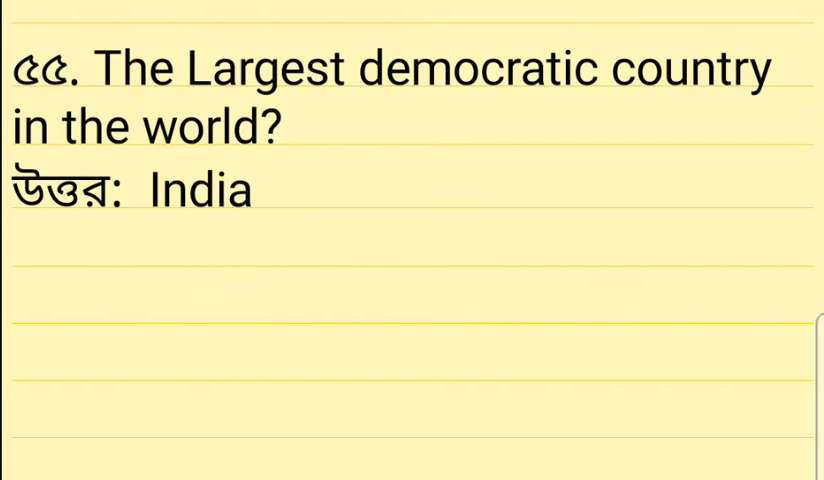 ৫৫. The Largest democratic country
in the world?
উত্তর: India